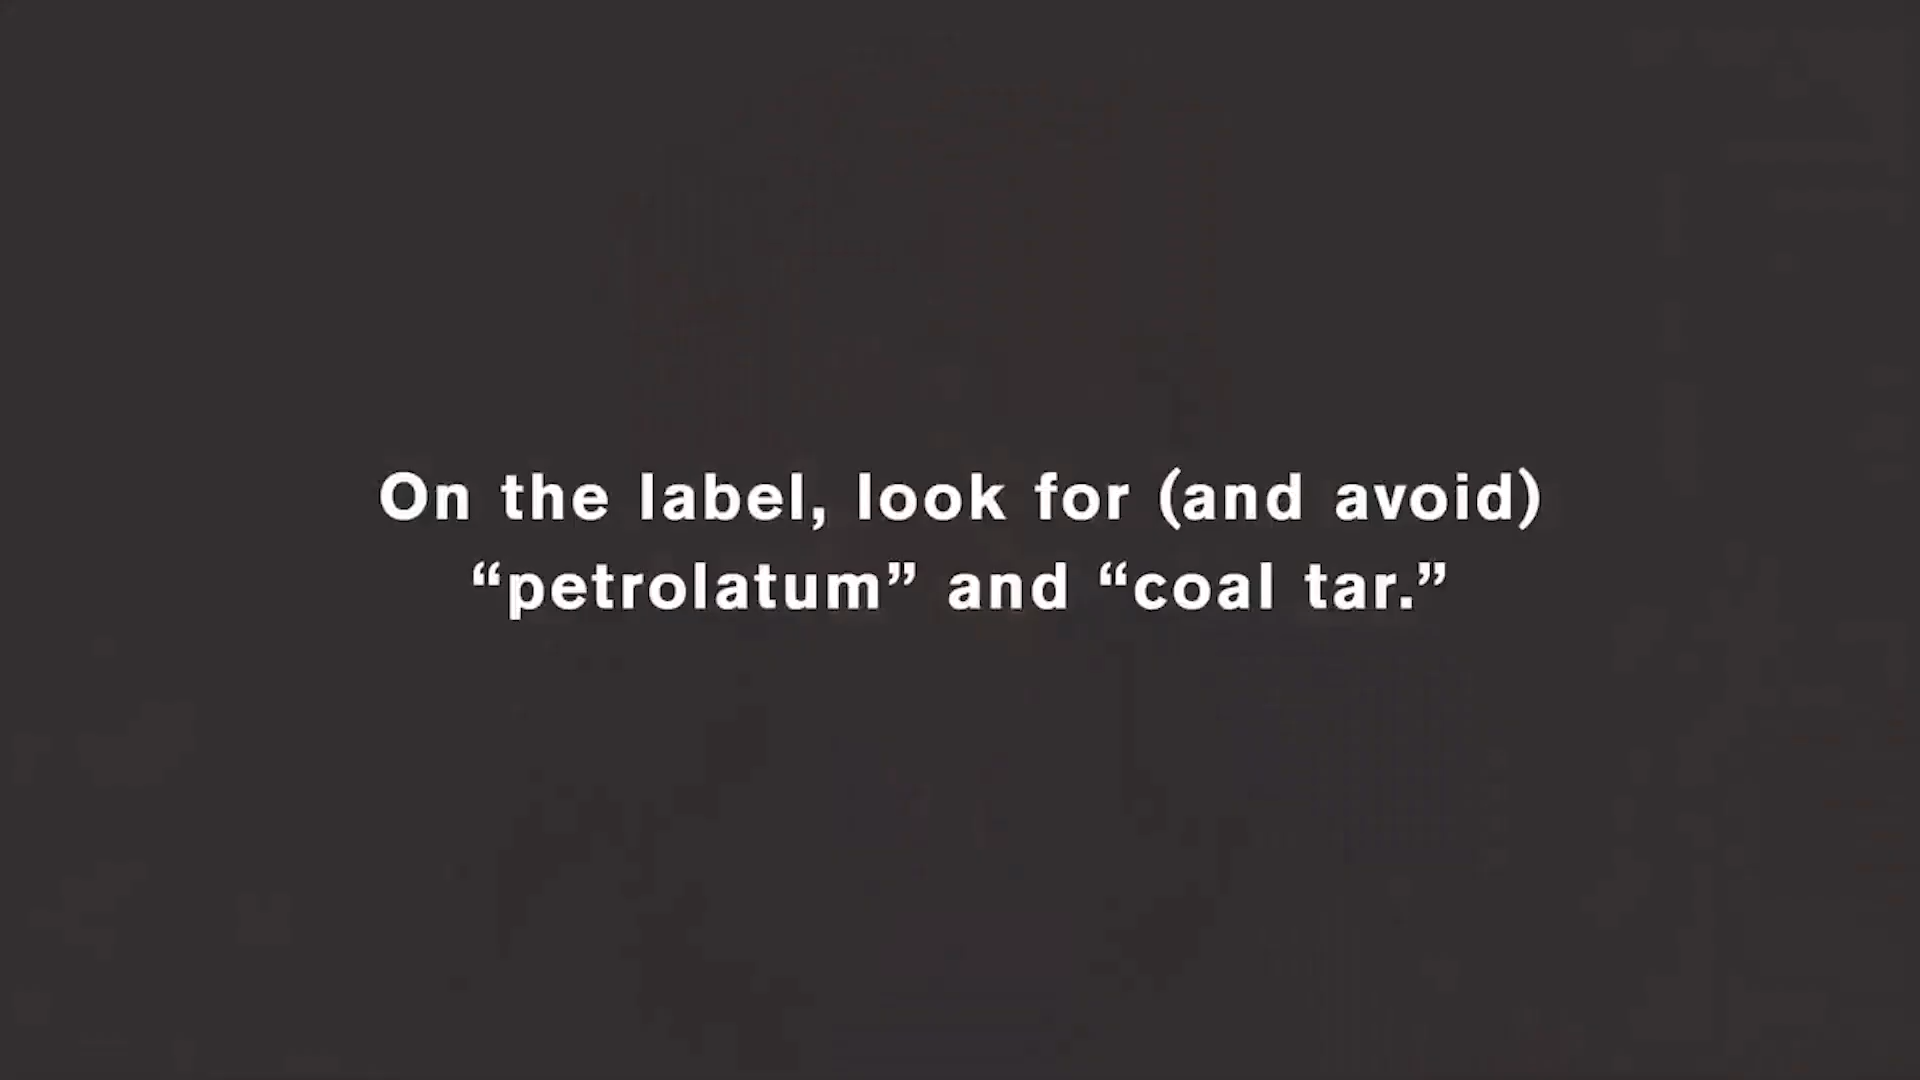 On the label, look for (and avoid)
“petrolatum” and “coal tar.”